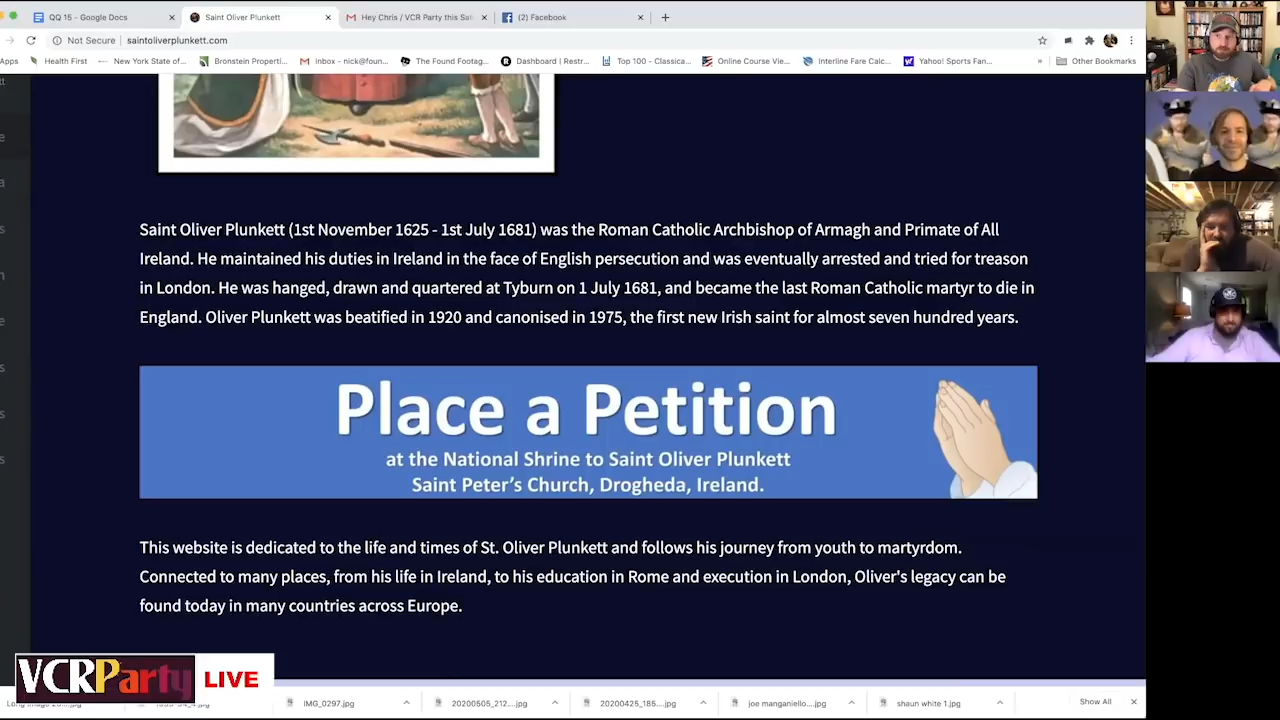 QQ 15 - Google Docs
Saint Oliver Plunkett
Hey Chris / VCR Party this Sat
(2) Facebook
Not Secure
saintoliverplunkett.com
Apps
Health First
New York State of...
Bronstein Properti...
Inbox - nick@foun...
The Found Footag...
Dashboard | Restr...
Top 100 - Classica...
Online Course Vie...
Interline Fare Calc...
Yahoo! Sports Fan...
»
Other Bookmarks
Saint Oliver Plunkett (1st November 1625 - 1st July 1681) was the Roman Catholic Archbishop of Armagh and Primate of All
Ireland. He maintained his duties in Ireland in the face of English persecution and was eventually arrested and tried for treason
in London. He was hanged, drawn and quartered at Tyburn on 1 July 1681, and became the last Roman Catholic martyr to die in
England. Oliver Plunkett was beatified in 1920 and canonised in 1975, the first new Irish saint for almost seven hundred years.
Place a Petition
at the National Shrine to Saint Oliver Plunkett
Saint Peter's Church, Drogheda, Ireland.
This website is dedicated to the life and times of St. Oliver Plunkett and follows his journey from youth to martyrdom.
Connected to many places, from his life in Ireland, to his education in Rome and execution in London, Oliver's legacy can be
found today in many countries across Europe.
VCRParty LIVE
IMG_0297.jpg
20200505_212....jpg
20200425_185....jpg
joe manganiello....jpg
shaun white 1.jpg
Show All